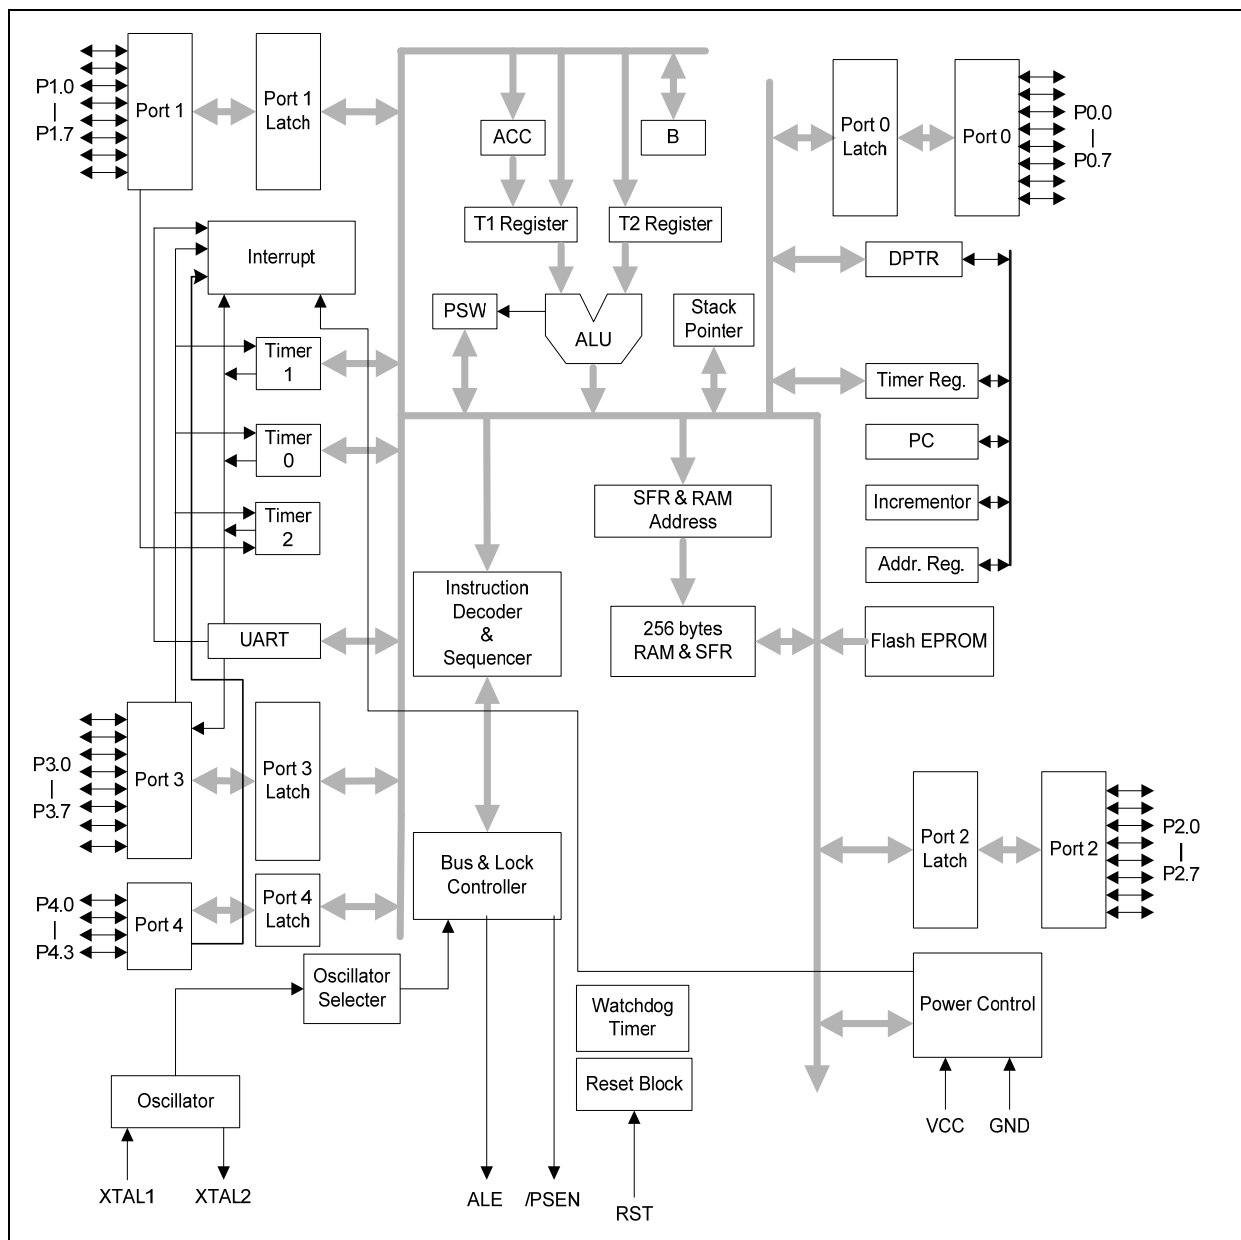 P1.0
|
P1.7
Port 1
Port 1
Latch
ACC
B
Port 0
Latch
Port 0
P0.0
|
P0.7
T1 Register
T2 Register
Interrupt
DPTR
PSW
ALU
Stack
Pointer
Timer
1
Timer Reg.
Timer
0
PC
Timer
2
SFR & RAM
Address
Incrementor
Addr. Reg.
Instruction
Decoder
&
Sequencer
UART
256 bytes
RAM & SFR
Flash EPROM
P3.0
|
P3.7
Port 3
Port 3
Latch
Port 2
Latch
Port 2
P2.0
|
P2.7
Bus & Lock
Controller
P4.0
|
P4.3
Port 4
Port 4
Latch
Oscillator
Selecter
Watchdog
Timer
Power Control
Reset Block
Oscillator
VCC
GND
XTAL1
XTAL2
ALE
/PSEN
RST